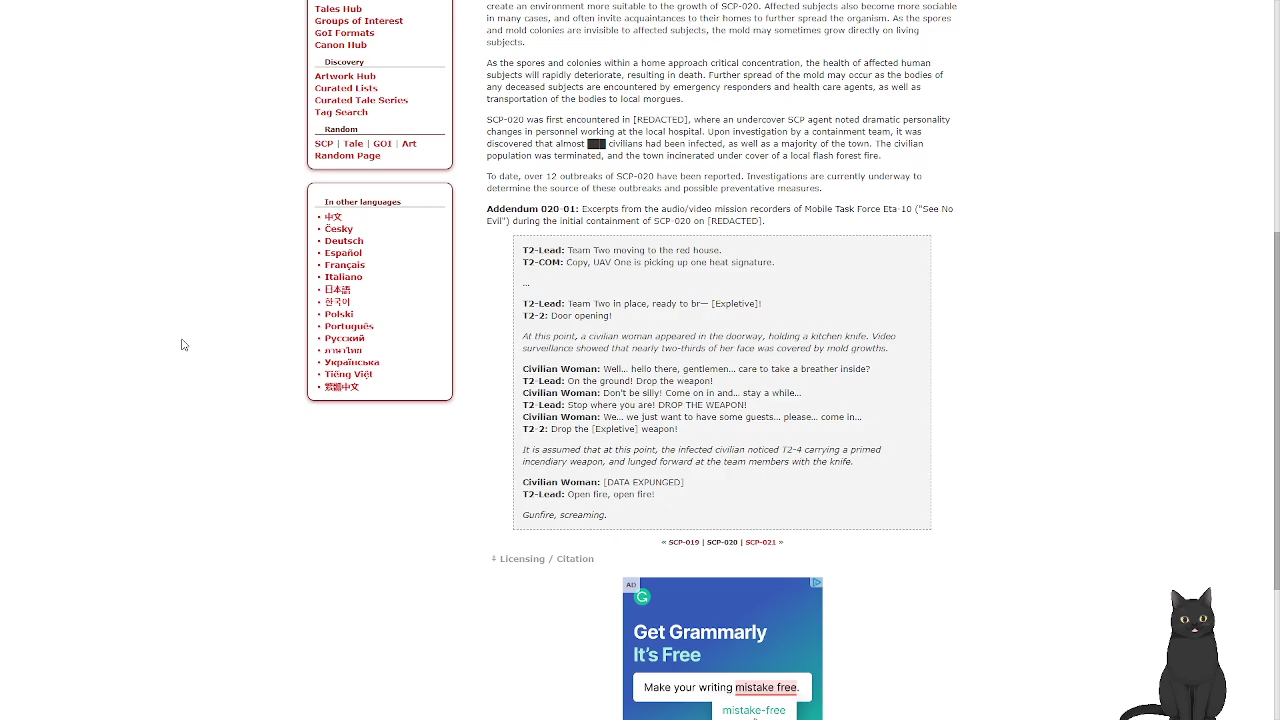 Tales Hub
Groups of Interest
GoI Formats
Canon Hub
Discovery
Artwork Hub
Curated Lists
Curated Tale Series
Tag Search
Random
SCP | Tale | GOI | Art
Random Page
In other languages
中文
Česky
Deutsch
Español
Français
Italiano
日本語
한국어
Polski
Português
Русский
ภาษาไทย
Українська
Tiếng Việt
繁體中文
create an environment more suitable to the growth of SCP-020. Affected subjects also become more sociable
in many cases, and often invite acquaintances to their homes to further spread the organism. As the spores
and mold colonies are invisible to affected subjects, the mold may sometimes grow directly on living
subjects.
As the spores and colonies within a home approach critical concentration, the health of affected human
subjects will rapidly deteriorate, resulting in death. Further spread of the mold may occur as the bodies of
any deceased subjects are encountered by emergency responders and health care agents, as well as
transportation of the bodies to local morgues.
SCP-020 was first encountered in [REDACTED], where an undercover SCP agent noted dramatic personality
changes in personnel working at the local hospital. Upon investigation by a containment team, it was
discovered that almost ███ civilians had been infected, as well as a majority of the town. The civilian
population was terminated, and the town incinerated under cover of a local flash forest fire.
To date, over 12 outbreaks of SCP-020 have been reported. Investigations are currently underway to
determine the source of these outbreaks and possible preventative measures.
Addendum 020-01: Excerpts from the audio/video mission recorders of Mobile Task Force Eta-10 ("See No
Evil") during the initial containment of SCP-020 on [REDACTED].
T2-Lead: Team Two moving to the red house.
T2-COM: Copy, UAV One is picking up one heat signature.
...
T2-Lead: Team Two in place, ready to br— [Expletive]!
T2-2: Door opening!
At this point, a civilian woman appeared in the doorway, holding a kitchen knife. Video
surveillance showed that nearly two-thirds of her face was covered by mold growths.
Civilian Woman: Well... hello there, gentlemen... care to take a breather inside?
T2-Lead: On the ground! Drop the weapon!
Civilian Woman: Don't be silly! Come on in and... stay a while...
T2-Lead: Stop where you are! DROP THE WEAPON!
Civilian Woman: We... we just want to have some guests... please... come in...
T2-2: Drop the [Expletive] weapon!
It is assumed that at this point, the infected civilian noticed T2-4 carrying a primed
incendiary weapon, and lunged forward at the team members with the knife.
Civilian Woman: [DATA EXPUNGED]
T2-Lead: Open fire, open fire!
Gunfire, screaming.
« SCP-019 | SCP-020 | SCP-021 »
‡ Licensing / Citation
AD
Get Grammarly
It's Free
Make your writing mistake free.
mistake-free